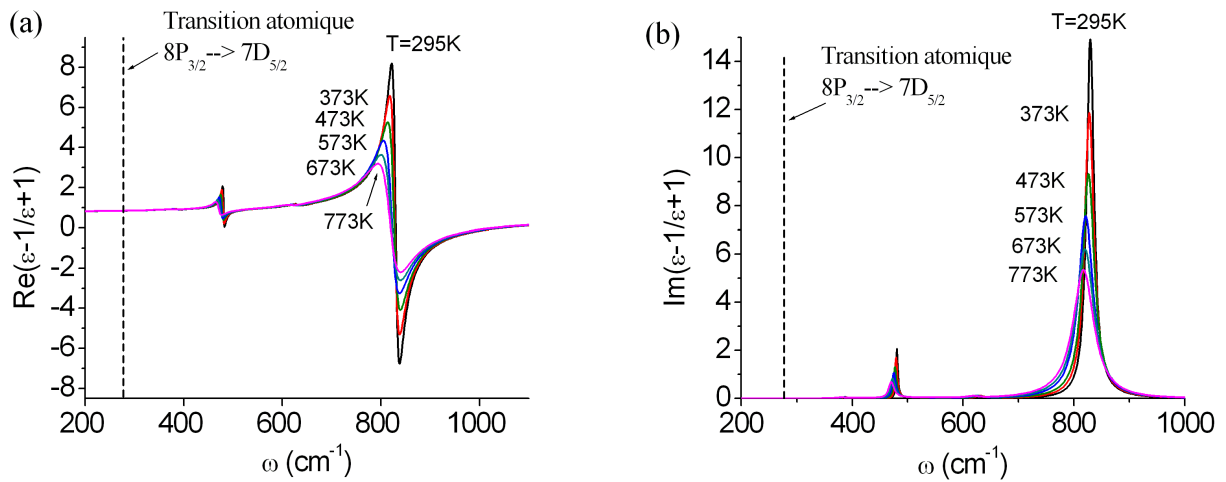 (a)
Transition atomique
8P3/2--> 7D5/2
T=295K
373K
473K
573K
673K
773K
8
6
4
2
0
-2
-4
-6
-8
Re(ε-1/ε+1)
200 400 600 800 1000
ω (cm-1)
(b)
Transition atomique
8P3/2--> 7D5/2
T=295K
373K
473K
573K
673K
773K
14
12
10
8
6
4
2
0
Im(ε-1/ε+1)
200 400 600 800 1000
ω (cm-1)